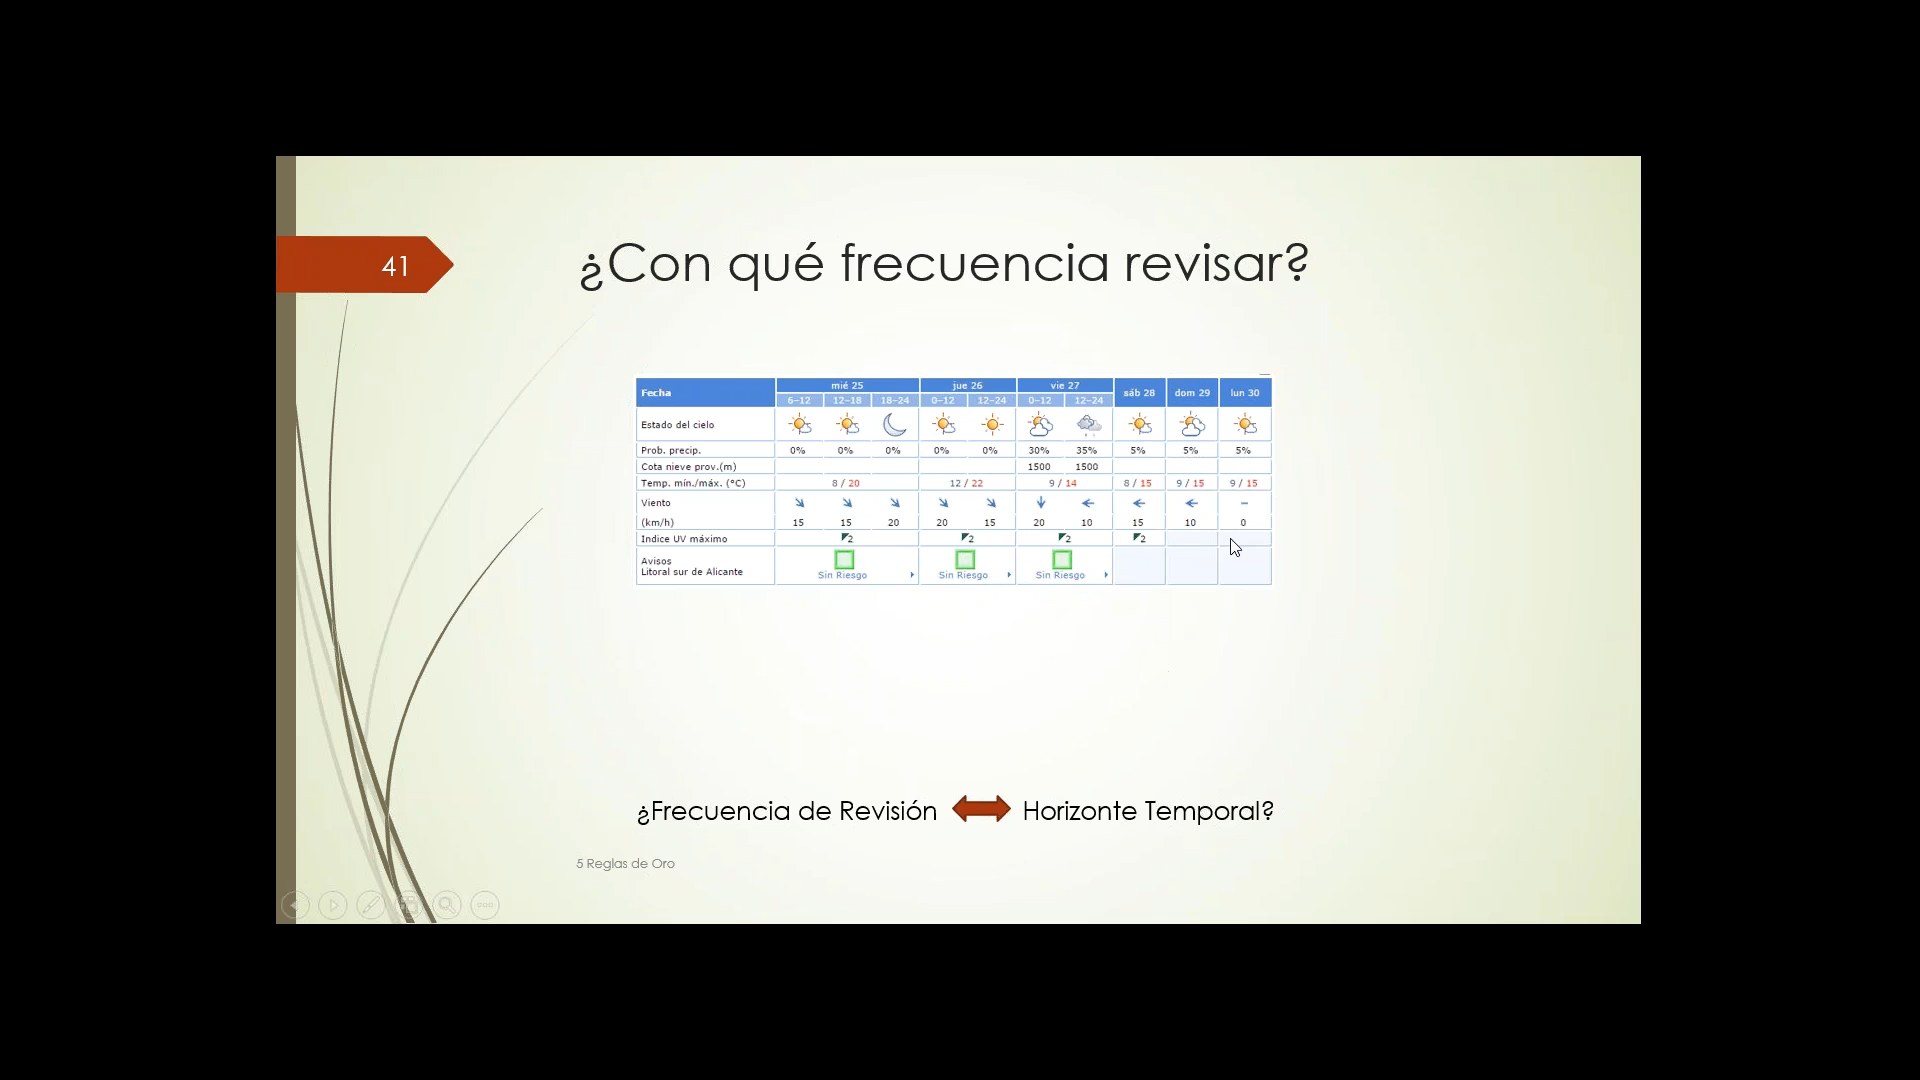 41
¿Con qué frecuencia revisar?
Fecha mié 25 jue 26 vie 27 sáb 28 dom 29 lun 30
6-12 12-18 18-24 0-12 12-24 0-12 12-24
Estado del cielo
Prob. precip. 0% 0% 0% 0% 0% 30% 35% 5% 5% 5%
Cota nieve prov.(m) 1500 1500
Temp. mín./máx. (°C) 8 / 20 12 / 22 9 / 14 8 / 15 9 / 15 9 / 15
Viento
(km/h) 15 15 20 20 15 20 10 15 10 0
Indice UV máximo 2 2 2 2
Avisos
Litoral sur de Alicante Sin Riesgo Sin Riesgo Sin Riesgo
¿Frecuencia de Revisión Horizonte Temporal?
5 Reglas de Oro